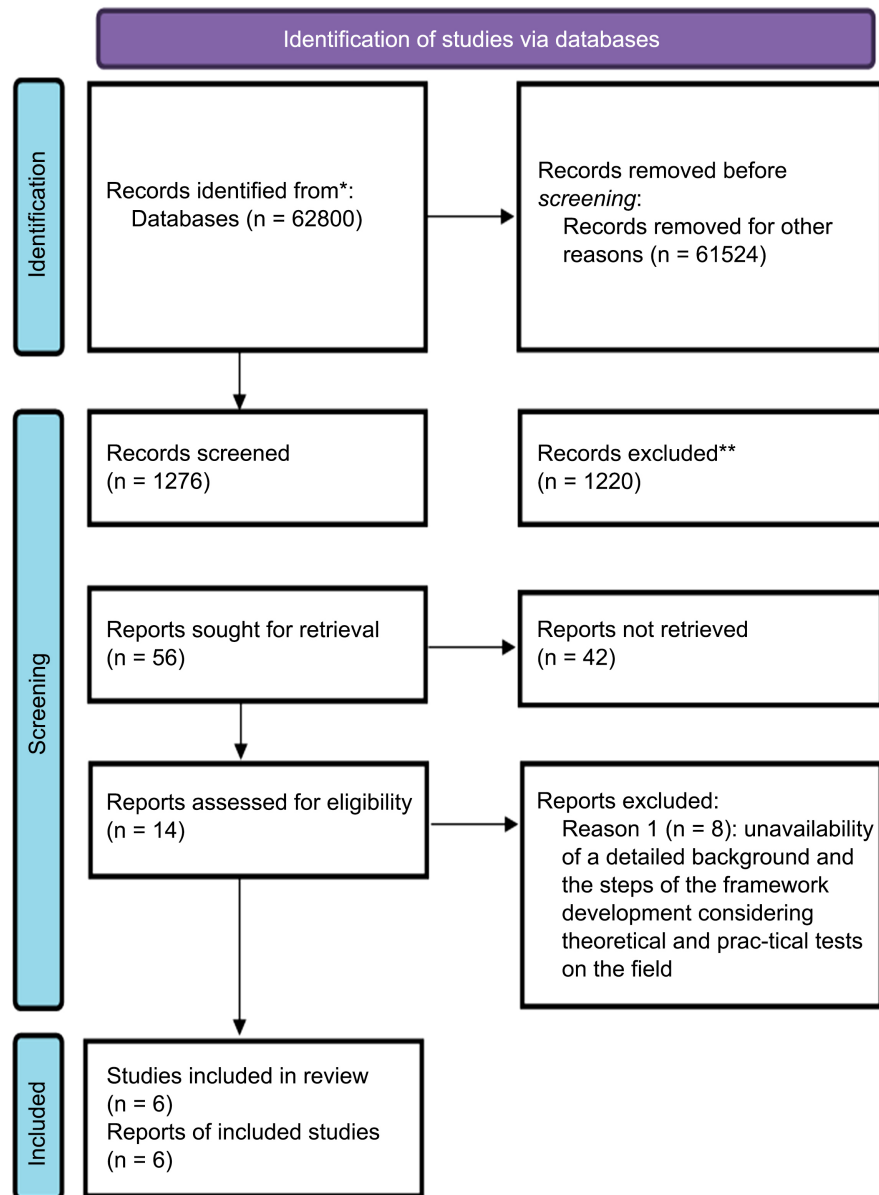 Identification of studies via databases
Identification
Records identified from*:
Databases (n = 62800)
Records removed before
screening:
Records removed for other
reasons (n = 61524)
Screening
Records screened
(n = 1276)
Records excluded**
(n = 1220)
Reports sought for retrieval
(n = 56)
Reports not retrieved
(n = 42)
Reports assessed for eligibility
(n = 14)
Reports excluded:
Reason 1 (n = 8): unavailability
of a detailed background and
the steps of the framework
development considering
theoretical and prac-tical tests
on the field
Included
Studies included in review
(n = 6)
Reports of included studies
(n = 6)